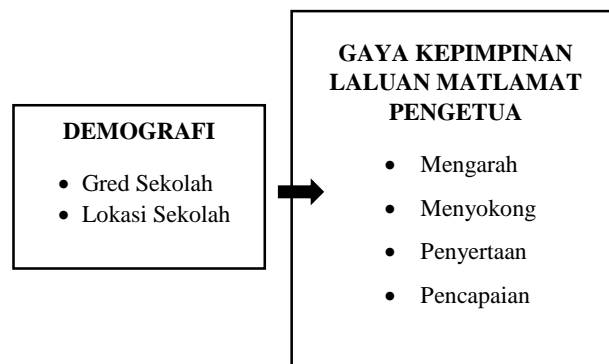 DEMOGRAFI
• Gred Sekolah
• Lokasi Sekolah
GAYA KEPIMPINAN
LALUAN MATLAMAT
PENGETUA
• Mengarah
• Menyokong
• Penyertaan
• Pencapaian